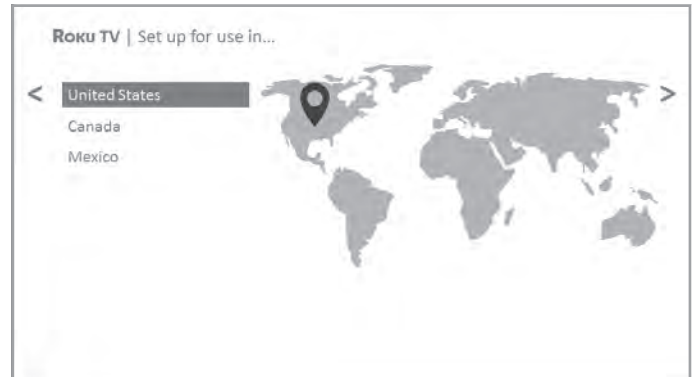 ROKU TV | Set up for use in...
< United States >
Canada
Mexico